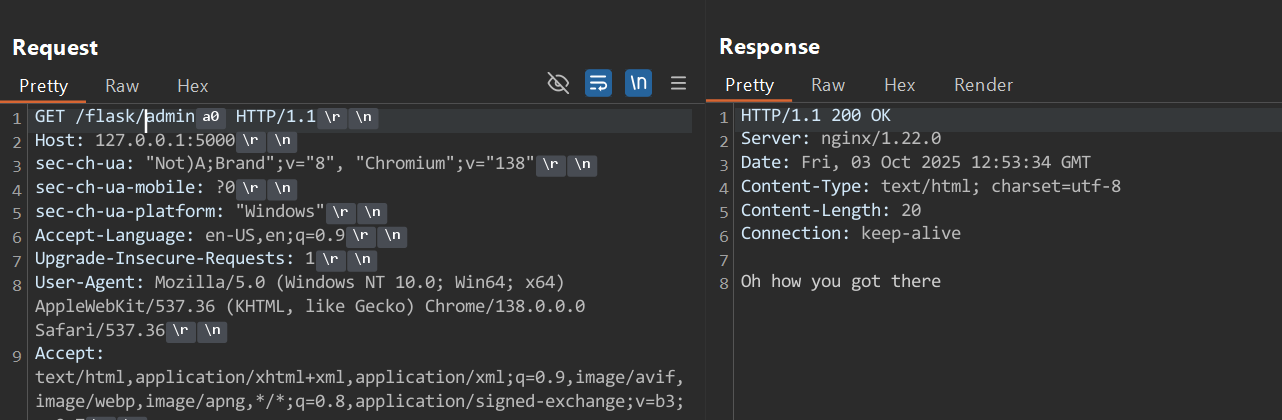 Request
Pretty Raw Hex \n
1 GET /flask/admin a0 HTTP/1.1 \r \n
2 Host: 127.0.0.1:5000 \r \n
3 sec-ch-ua: "Not)A;Brand";v="8", "Chromium";v="138" \r \n
4 sec-ch-ua-mobile: ?0 \r \n
5 sec-ch-ua-platform: "Windows" \r \n
6 Accept-Language: en-US,en;q=0.9 \r \n
7 Upgrade-Insecure-Requests: 1 \r \n
8 User-Agent: Mozilla/5.0 (Windows NT 10.0; Win64; x64)
AppleWebKit/537.36 (KHTML, like Gecko) Chrome/138.0.0.0
Safari/537.36 \r \n
9 Accept:
text/html,application/xhtml+xml,application/xml;q=0.9,image/avif,
image/webp,image/apng,*/*;q=0.8,application/signed-exchange;v=b3;
Response
Pretty Raw Hex Render
1 HTTP/1.1 200 OK
2 Server: nginx/1.22.0
3 Date: Fri, 03 Oct 2025 12:53:34 GMT
4 Content-Type: text/html; charset=utf-8
5 Content-Length: 20
6 Connection: keep-alive
7
8 Oh how you got there